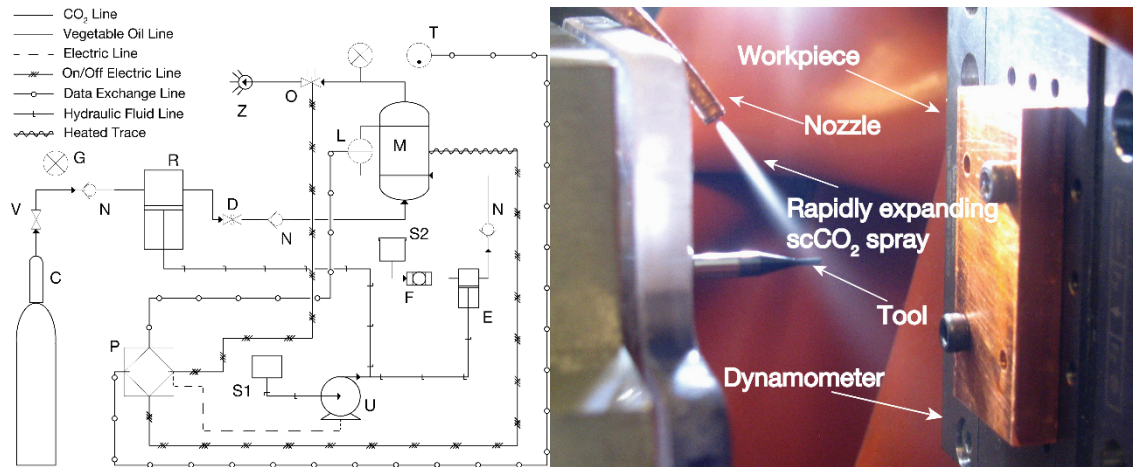 CO₂ Line
Vegetable Oil Line
Electric Line
On/Off Electric Line
Data Exchange Line
Hydraulic Fluid Line
Heated Trace
T
Z
O
L
M
G
R
V
N
D
N
N
S2
C
F
E
P
S1
U
Workpiece
Nozzle
Rapidly expanding
scCO₂ spray
Tool
Dynamometer